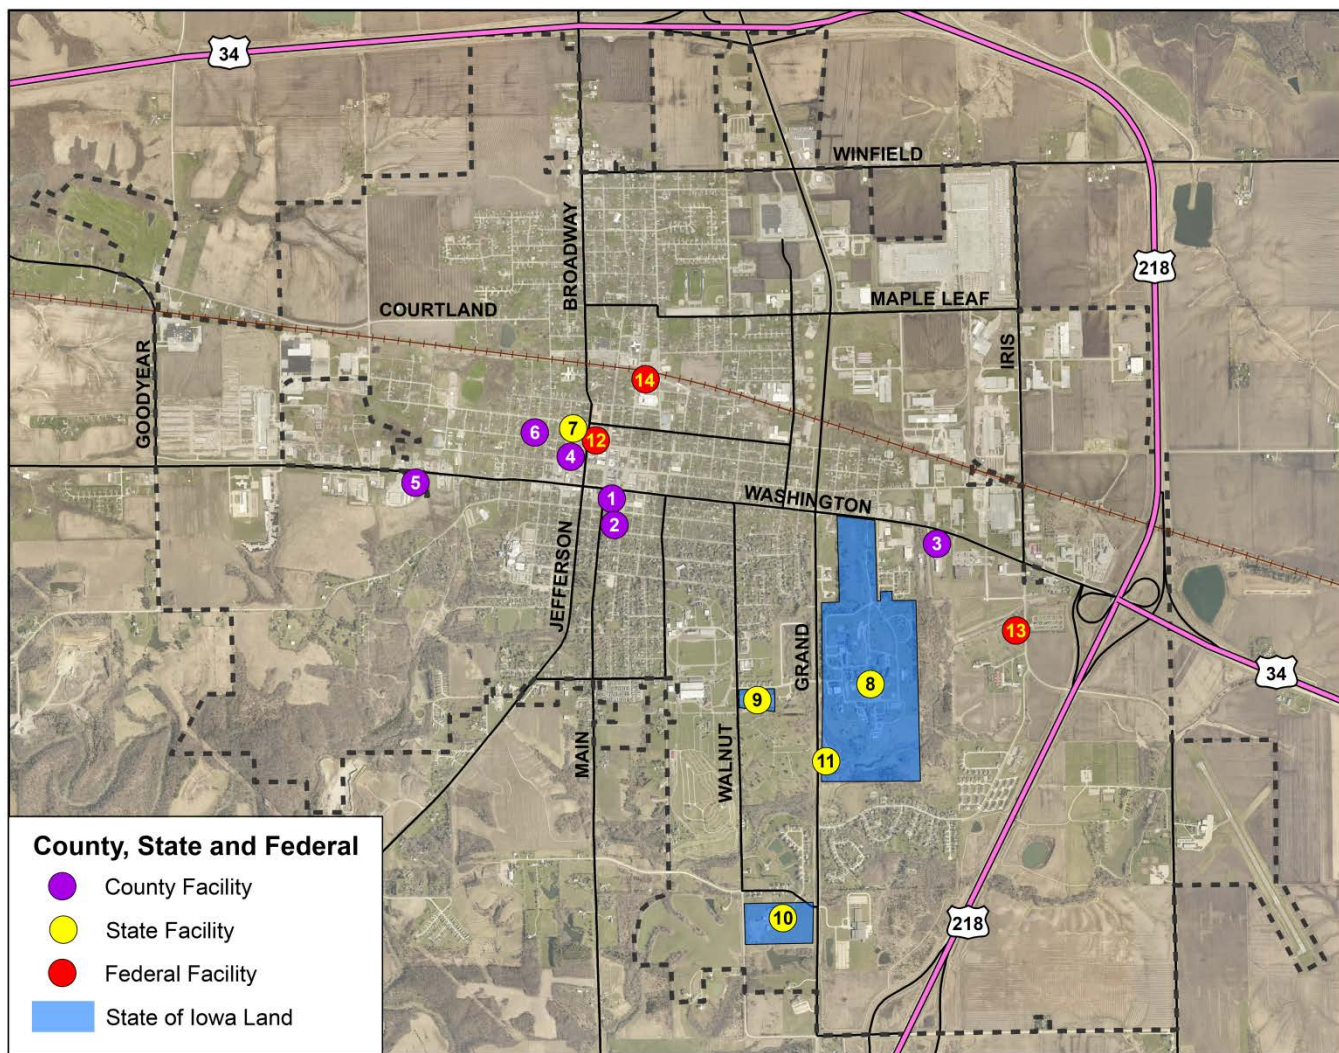 34
WINFIELD
BROADWAY
218
COURTLAND
MAPLE LEAF
GOODYEAR
IRIS
14
6
7
12
4
5
1
WASHINGTON
2
3
JEFFERSON
13
GRAND
34
8
9
WALNUT
MAIN
11
10
218
County, State and Federal
County Facility
State Facility
Federal Facility
State of Iowa Land